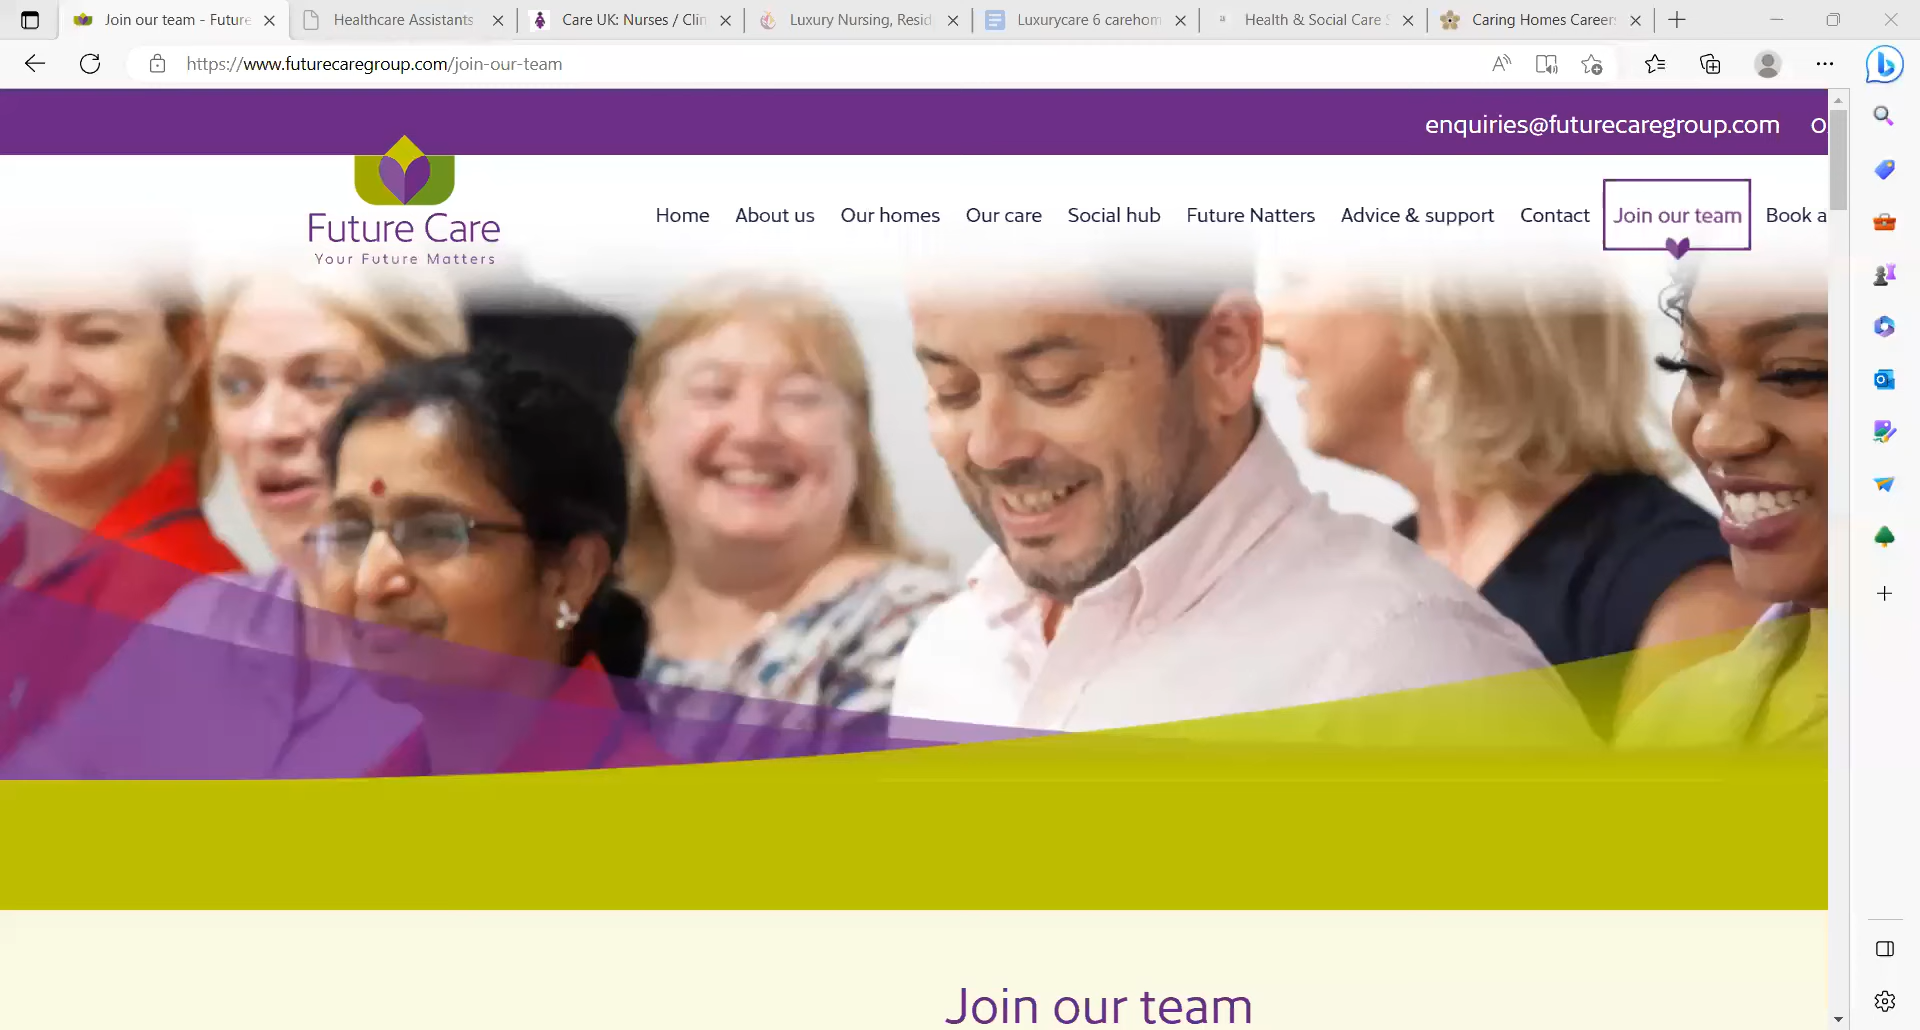 Join our team - Future
Healthcare Assistants
Care UK: Nurses / Clin
Luxury Nursing, Resid
Luxurycare 6 carehom
Health & Social Care S
Caring Homes Careers
https://www.futurecaregroup.com/join-our-team
enquiries@futurecaregroup.com 0
Future Care
Your Future Matters
Home About us Our homes Our care Social hub Future Natters Advice & support Contact Join our team Book a
Join our team